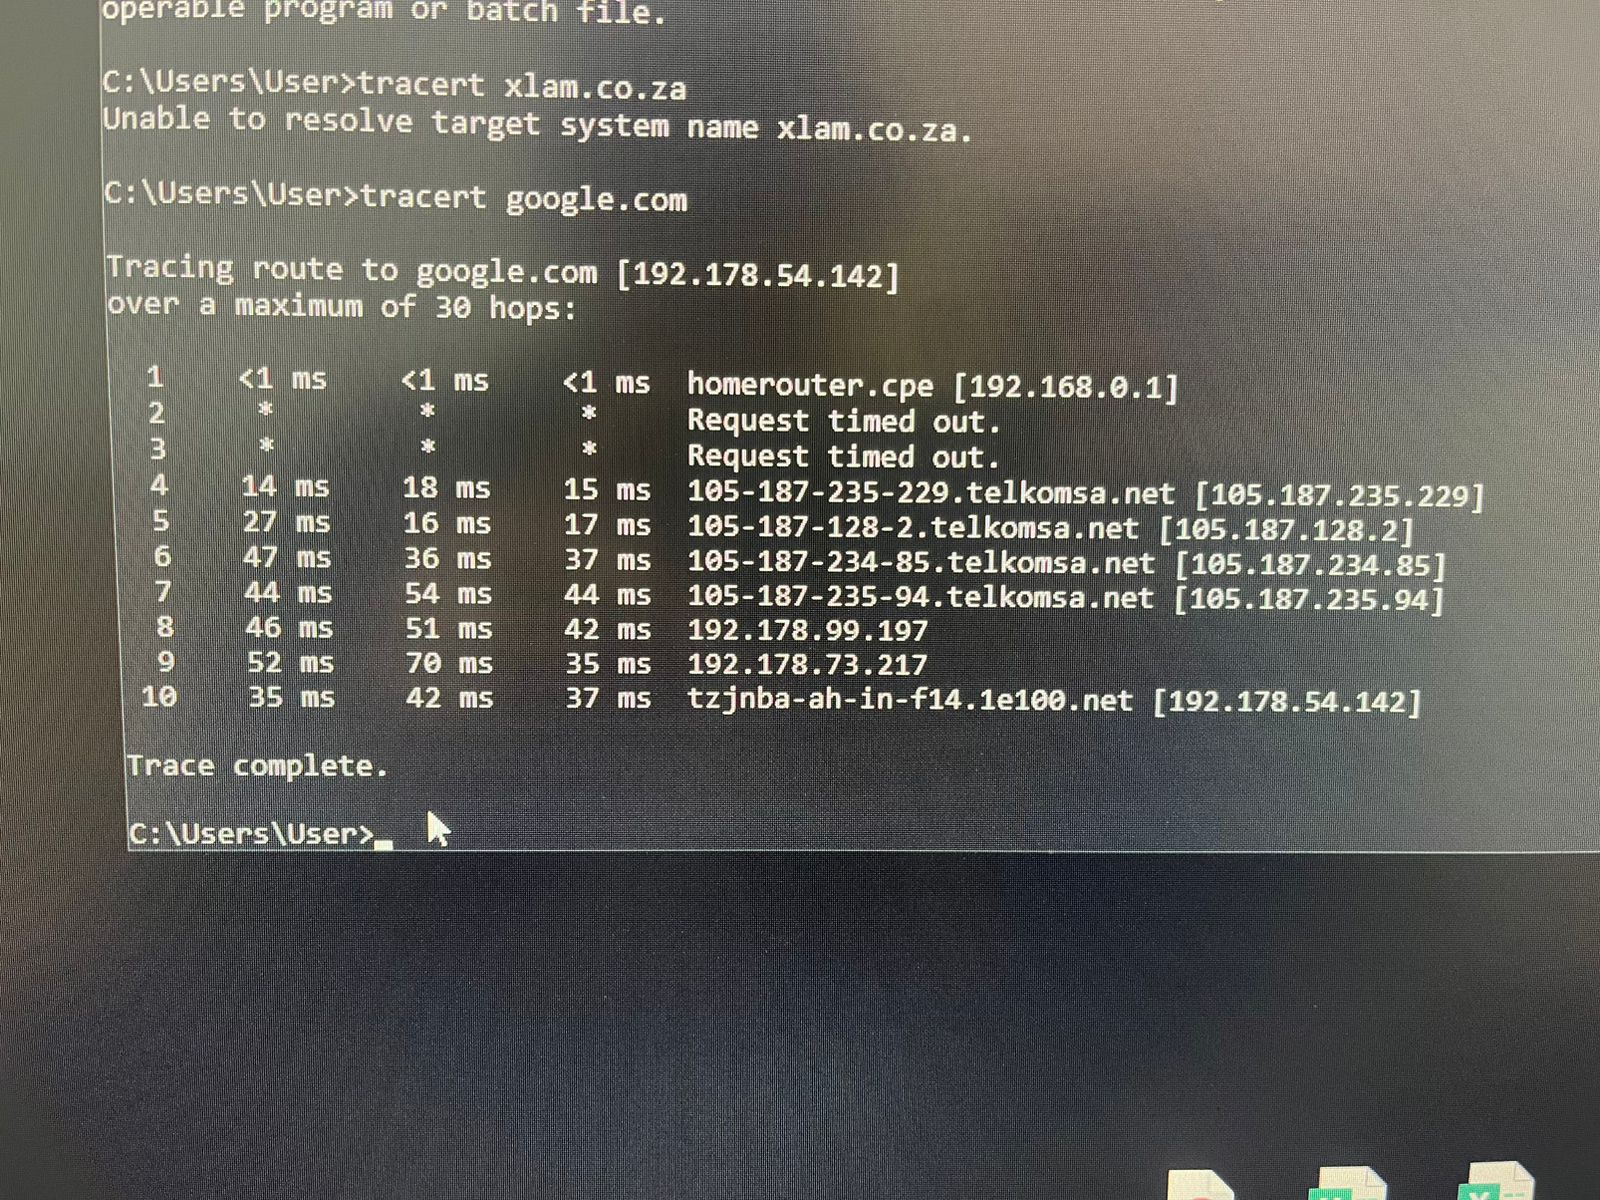 operable program or batch file.
C:\Users\User>tracert xlam.co.za
Unable to resolve target system name xlam.co.za.
C:\Users\User>tracert google.com
Tracing route to google.com [192.178.54.142]
over a maximum of 30 hops:
1 <1 ms <1 ms <1 ms homerouter.cpe [192.168.0.1]
2 * * * Request timed out.
3 * * * Request timed out.
4 14 ms 18 ms 15 ms 105-187-235-229.telkomsa.net [105.187.235.229]
5 27 ms 16 ms 17 ms 105-187-128-2.telkomsa.net [105.187.128.2]
6 47 ms 36 ms 37 ms 105-187-234-85.telkomsa.net [105.187.234.85]
7 44 ms 54 ms 44 ms 105-187-235-94.telkomsa.net [105.187.235.94]
8 46 ms 51 ms 42 ms 192.178.99.197
9 52 ms 70 ms 35 ms 192.178.73.217
10 35 ms 42 ms 37 ms tzjnba-ah-in-f14.1e100.net [192.178.54.142]
Trace complete.
C:\Users\User>_